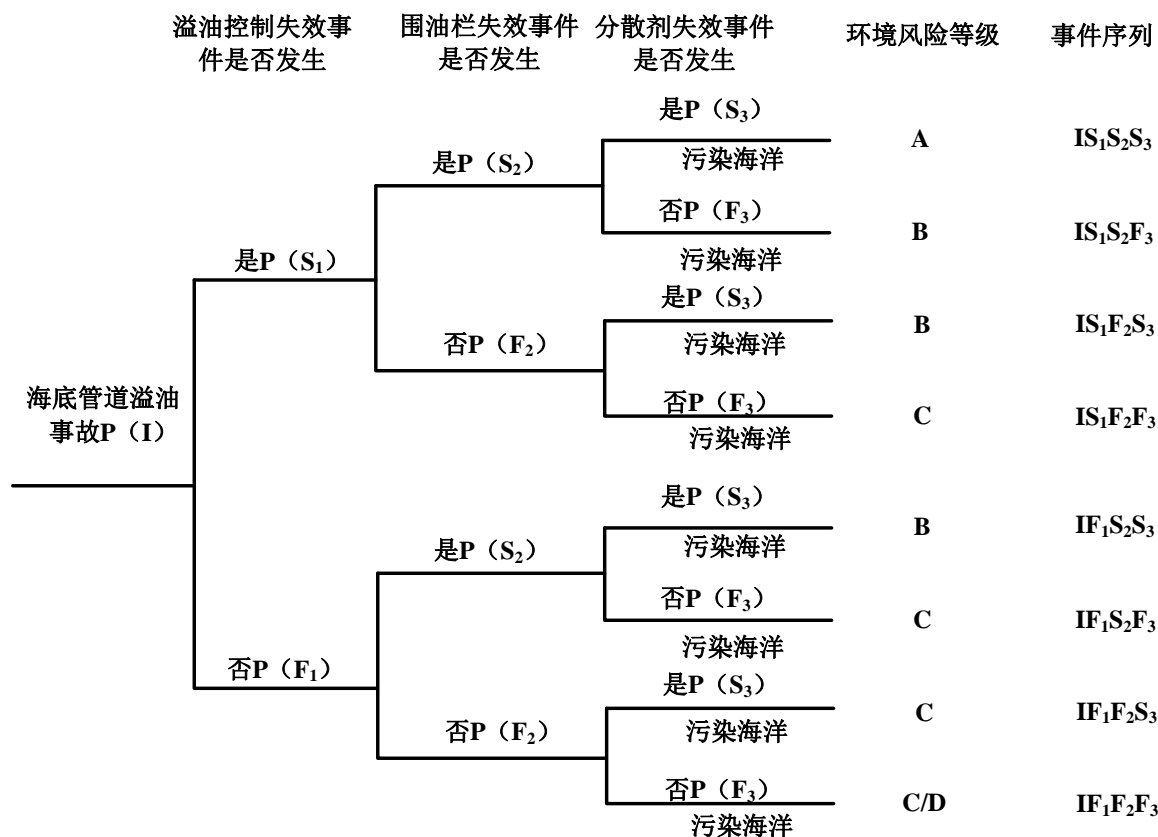 溢油控制失效事
件是否发生
围油栏失效事件
是否发生
分散剂失效事件
是否发生
环境风险等级
事件序列
是P（S₃）
污染海洋
A
IS₁S₂S₃
是P（S₂）
否P（F₃）
污染海洋
B
IS₁S₂F₃
是P（S₁）
是P（S₃）
污染海洋
B
IS₁F₂S₃
否P（F₂）
否P（F₃）
污染海洋
C
IS₁F₂F₃
海底管道溢油
事故P（I）
是P（S₃）
污染海洋
B
IF₁S₂S₃
是P（S₂）
否P（F₃）
污染海洋
C
IF₁S₂F₃
否P（F₁）
是P（S₃）
污染海洋
C
IF₁F₂S₃
否P（F₂）
否P（F₃）
污染海洋
C/D
IF₁F₂F₃